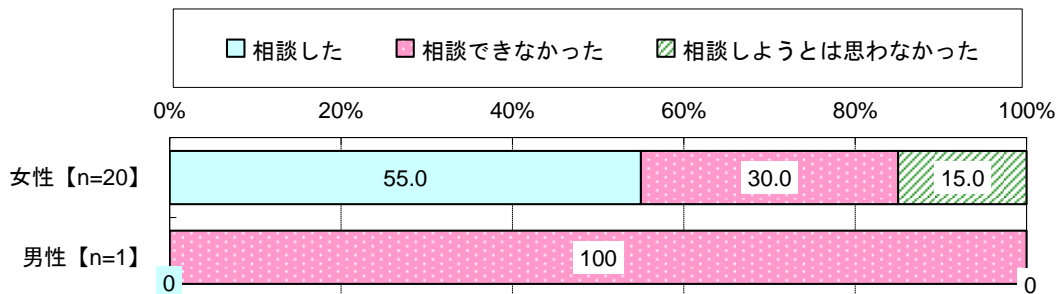 相談した 相談できなかった 相談しようとは思わなかった
0% 20% 40% 60% 80% 100%
女性【n=20】 55.0 30.0 15.0
男性【n=1】 100
0 0